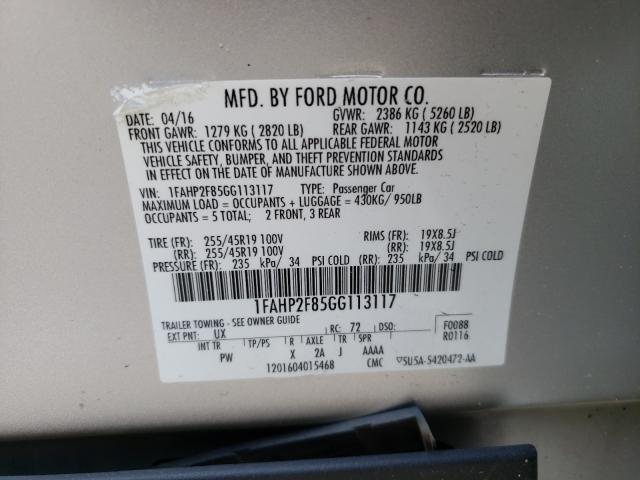 MFD. BY FORD MOTOR CO.
DATE: 04/16 GVWR: 2386 KG ( 5260 LB)
FRONT GAWR: 1279 KG ( 2820 LB) REAR GAWR: 1143 KG ( 2520 LB)
THIS VEHICLE CONFORMS TO ALL APPLICABLE FEDERAL MOTOR
VEHICLE SAFETY, BUMPER, AND THEFT PREVENTION STANDARDS
IN EFFECT ON THE DATE OF MANUFACTURE SHOWN ABOVE.
VIN: 1FAHP2F85GG113117 TYPE: Passenger Car
MAXIMUM LOAD = OCCUPANTS + LUGGAGE = 430KG/ 950LB
OCCUPANTS = 5 TOTAL; 2 FRONT, 3 REAR
TIRE (FR): 255/45R19 100V RIMS (FR): 19X8.5J
(RR): 255/45R19 100V (RR): 19X8.5J
PRESSURE (FR): 235 kPa/ 34 PSI COLD (RR): 235 kPa/ 34 PSI COLD
1FAHP2F85GG113117
TRAILER TOWING - SEE OWNER GUIDE
EXT PNT: UX RC: 72 DSO: F0088
R0116
INT TR TP/PS R AXLE TR SPR
PW X 2A J AAAA
1201604015468 CMC ▽5U5A-5420472-AA